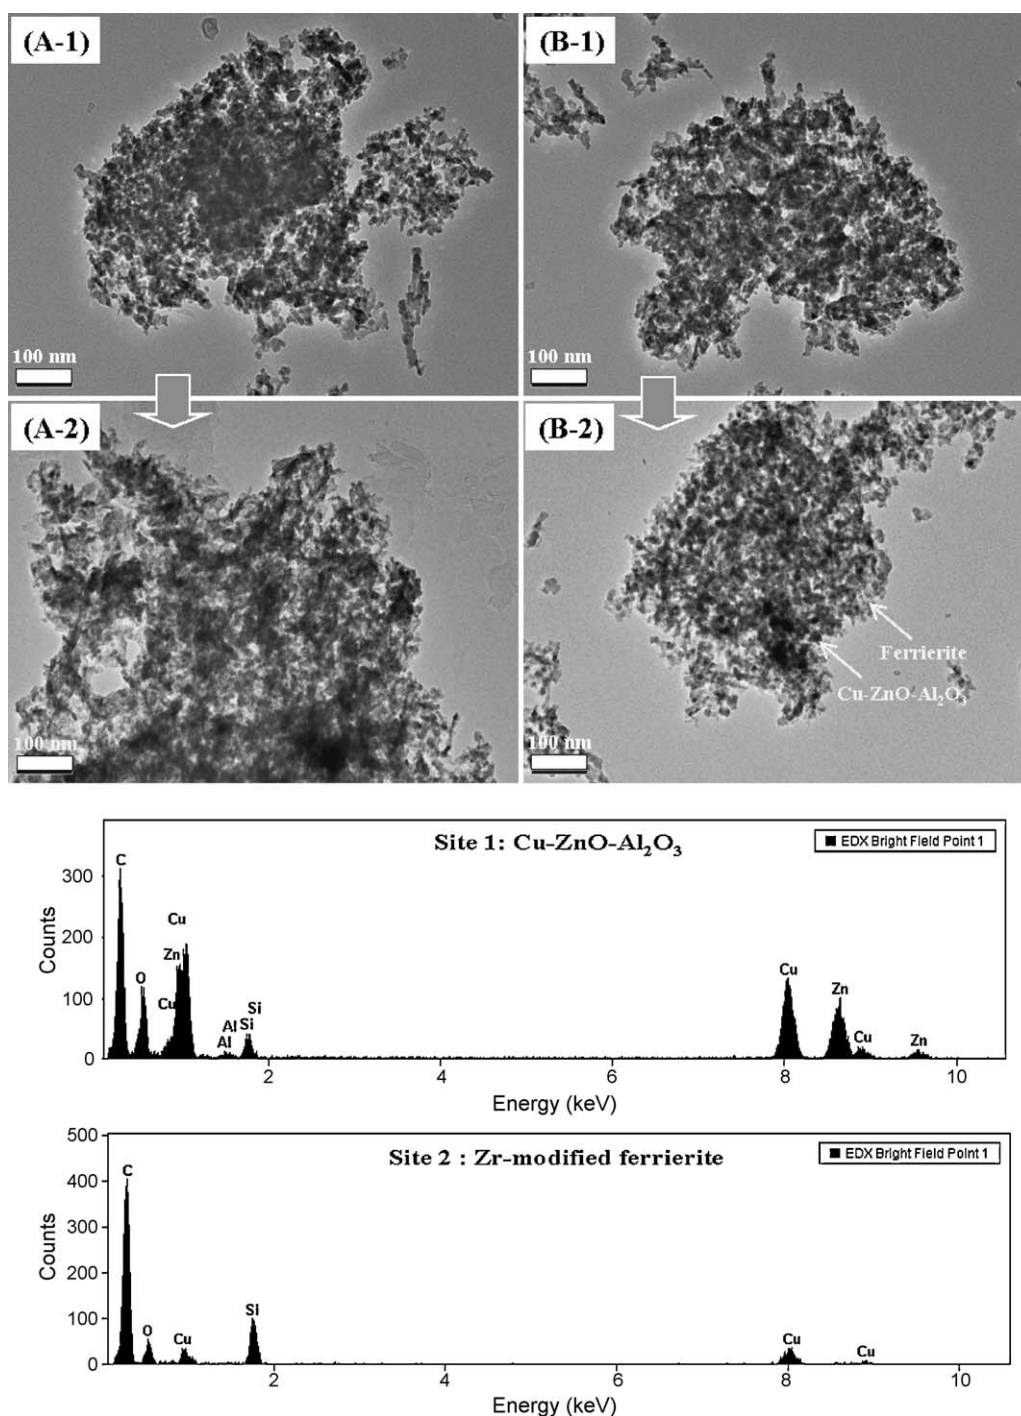 (A-1)
(B-1)
100 nm
100 nm
(A-2)
(B-2)
Ferrierite
Cu-ZnO-Al₂O₃
100 nm
100 nm
Site 1: Cu-ZnO-Al₂O₃
EDX Bright Field Point 1
C
Cu
Zn
O
Cu
Al
Al
Si
Si
Cu
Zn
Cu
Zn
300
200
100
0
Counts
2
4
6
8
10
Energy (keV)
Site 2 : Zr-modified ferrierite
EDX Bright Field Point 1
C
O
Cu
Si
Cu
Cu
500
400
300
200
100
0
Counts
2
4
6
8
10
Energy (keV)